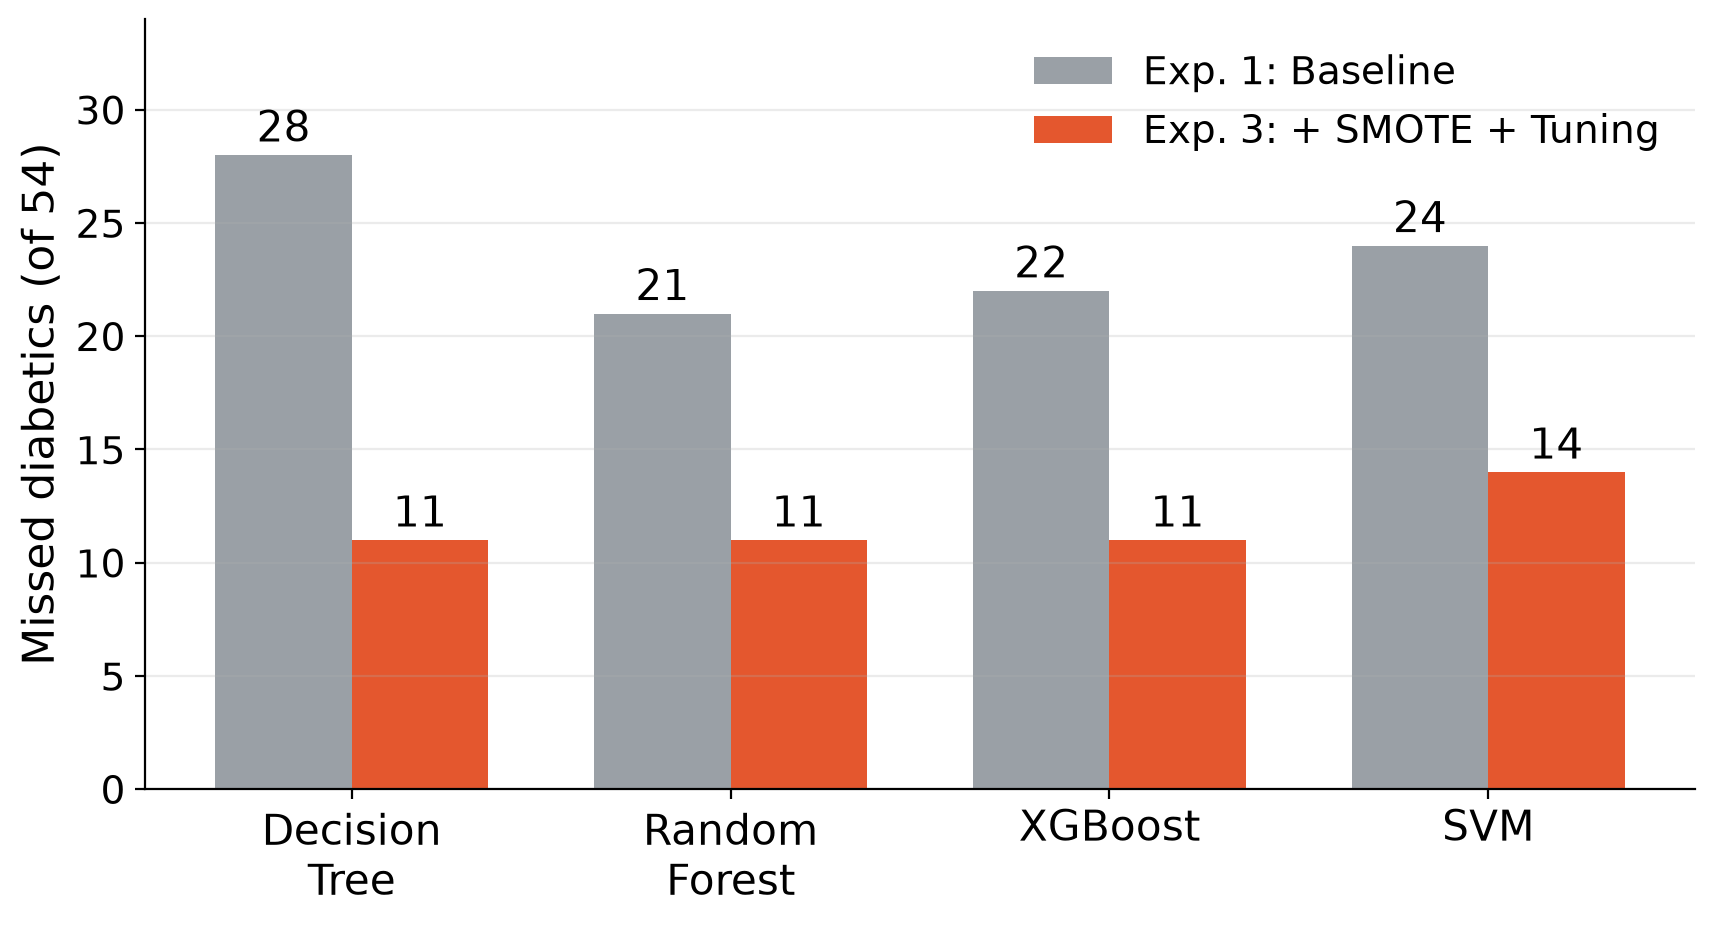 Missed diabetics (of 54)
30
25
20
15
10
5
0
Exp. 1: Baseline
Exp. 3: + SMOTE + Tuning
28
11
21
11
22
11
24
14
Decision
Tree
Random
Forest
XGBoost
SVM